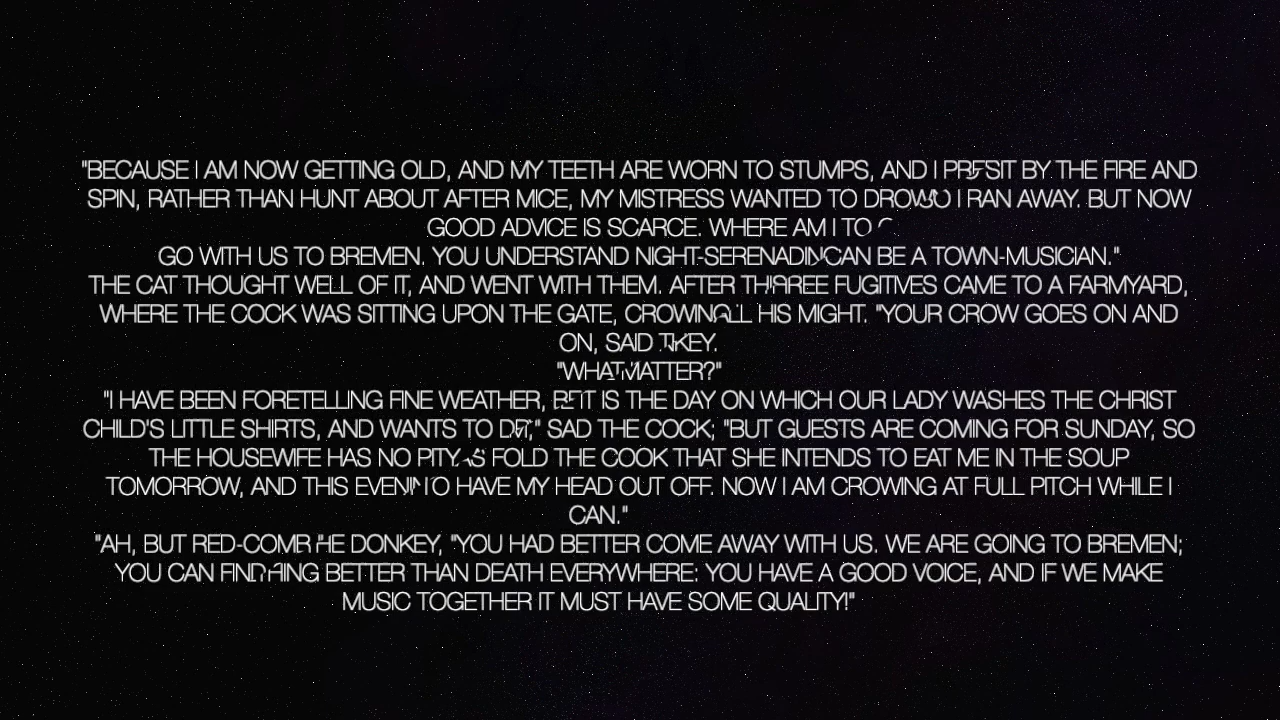 "BECAUSE I AM NOW GETTING OLD, AND MY TEETH ARE WORN TO STUMPS, AND I SIT BY THE FIRE AND
SPIN, RATHER THAN HUNT ABOUT AFTER MICE, MY MISTRESS WANTED TO I RAN AWAY. BUT NOW
GOOD ADVICE IS SCARCE. WHERE AM I TO
GO WITH US TO BREMEN. YOU UNDERSTAND CAN BE A TOWN-MUSICIAN."
THE CAT THOUGHT WELL OF IT, AND WENT WITH THEM. AFTER FUGITIVES CAME TO A FARMYARD,
WHERE THE COCK WAS SITTING UPON THE GATE, HIS MIGHT. "YOUR CROW GOES ON AND
ON, SAID
"I HAVE BEEN FORETELLING FINE WEATHER, IS THE DAY ON WHICH OUR LADY WASHES THE CHRIST
CHILD'S LITTLE SHIRTS, AND WANTS TO SAD THE COCK; "BUT GUESTS ARE COMING FOR SUNDAY, SO
THE HOUSEWIFE HAS NO PITY, FOLD THE COOK THAT SHE INTENDS TO EAT ME IN THE SOUP
TOMORROW, AND THIS HAVE MY HEAD OUT OFF. NOW I AM CROWING AT FULL PITCH WHILE I
CAN."
"AH, BUT DONKEY, "YOU HAD BETTER COME AWAY WITH US. WE ARE GOING TO BREMEN;
YOU CAN BETTER THAN DEATH EVERYWHERE: YOU HAVE A GOOD VOICE, AND IF WE MAKE
MUSIC TOGETHER IT MUST HAVE SOME QUALITY!"